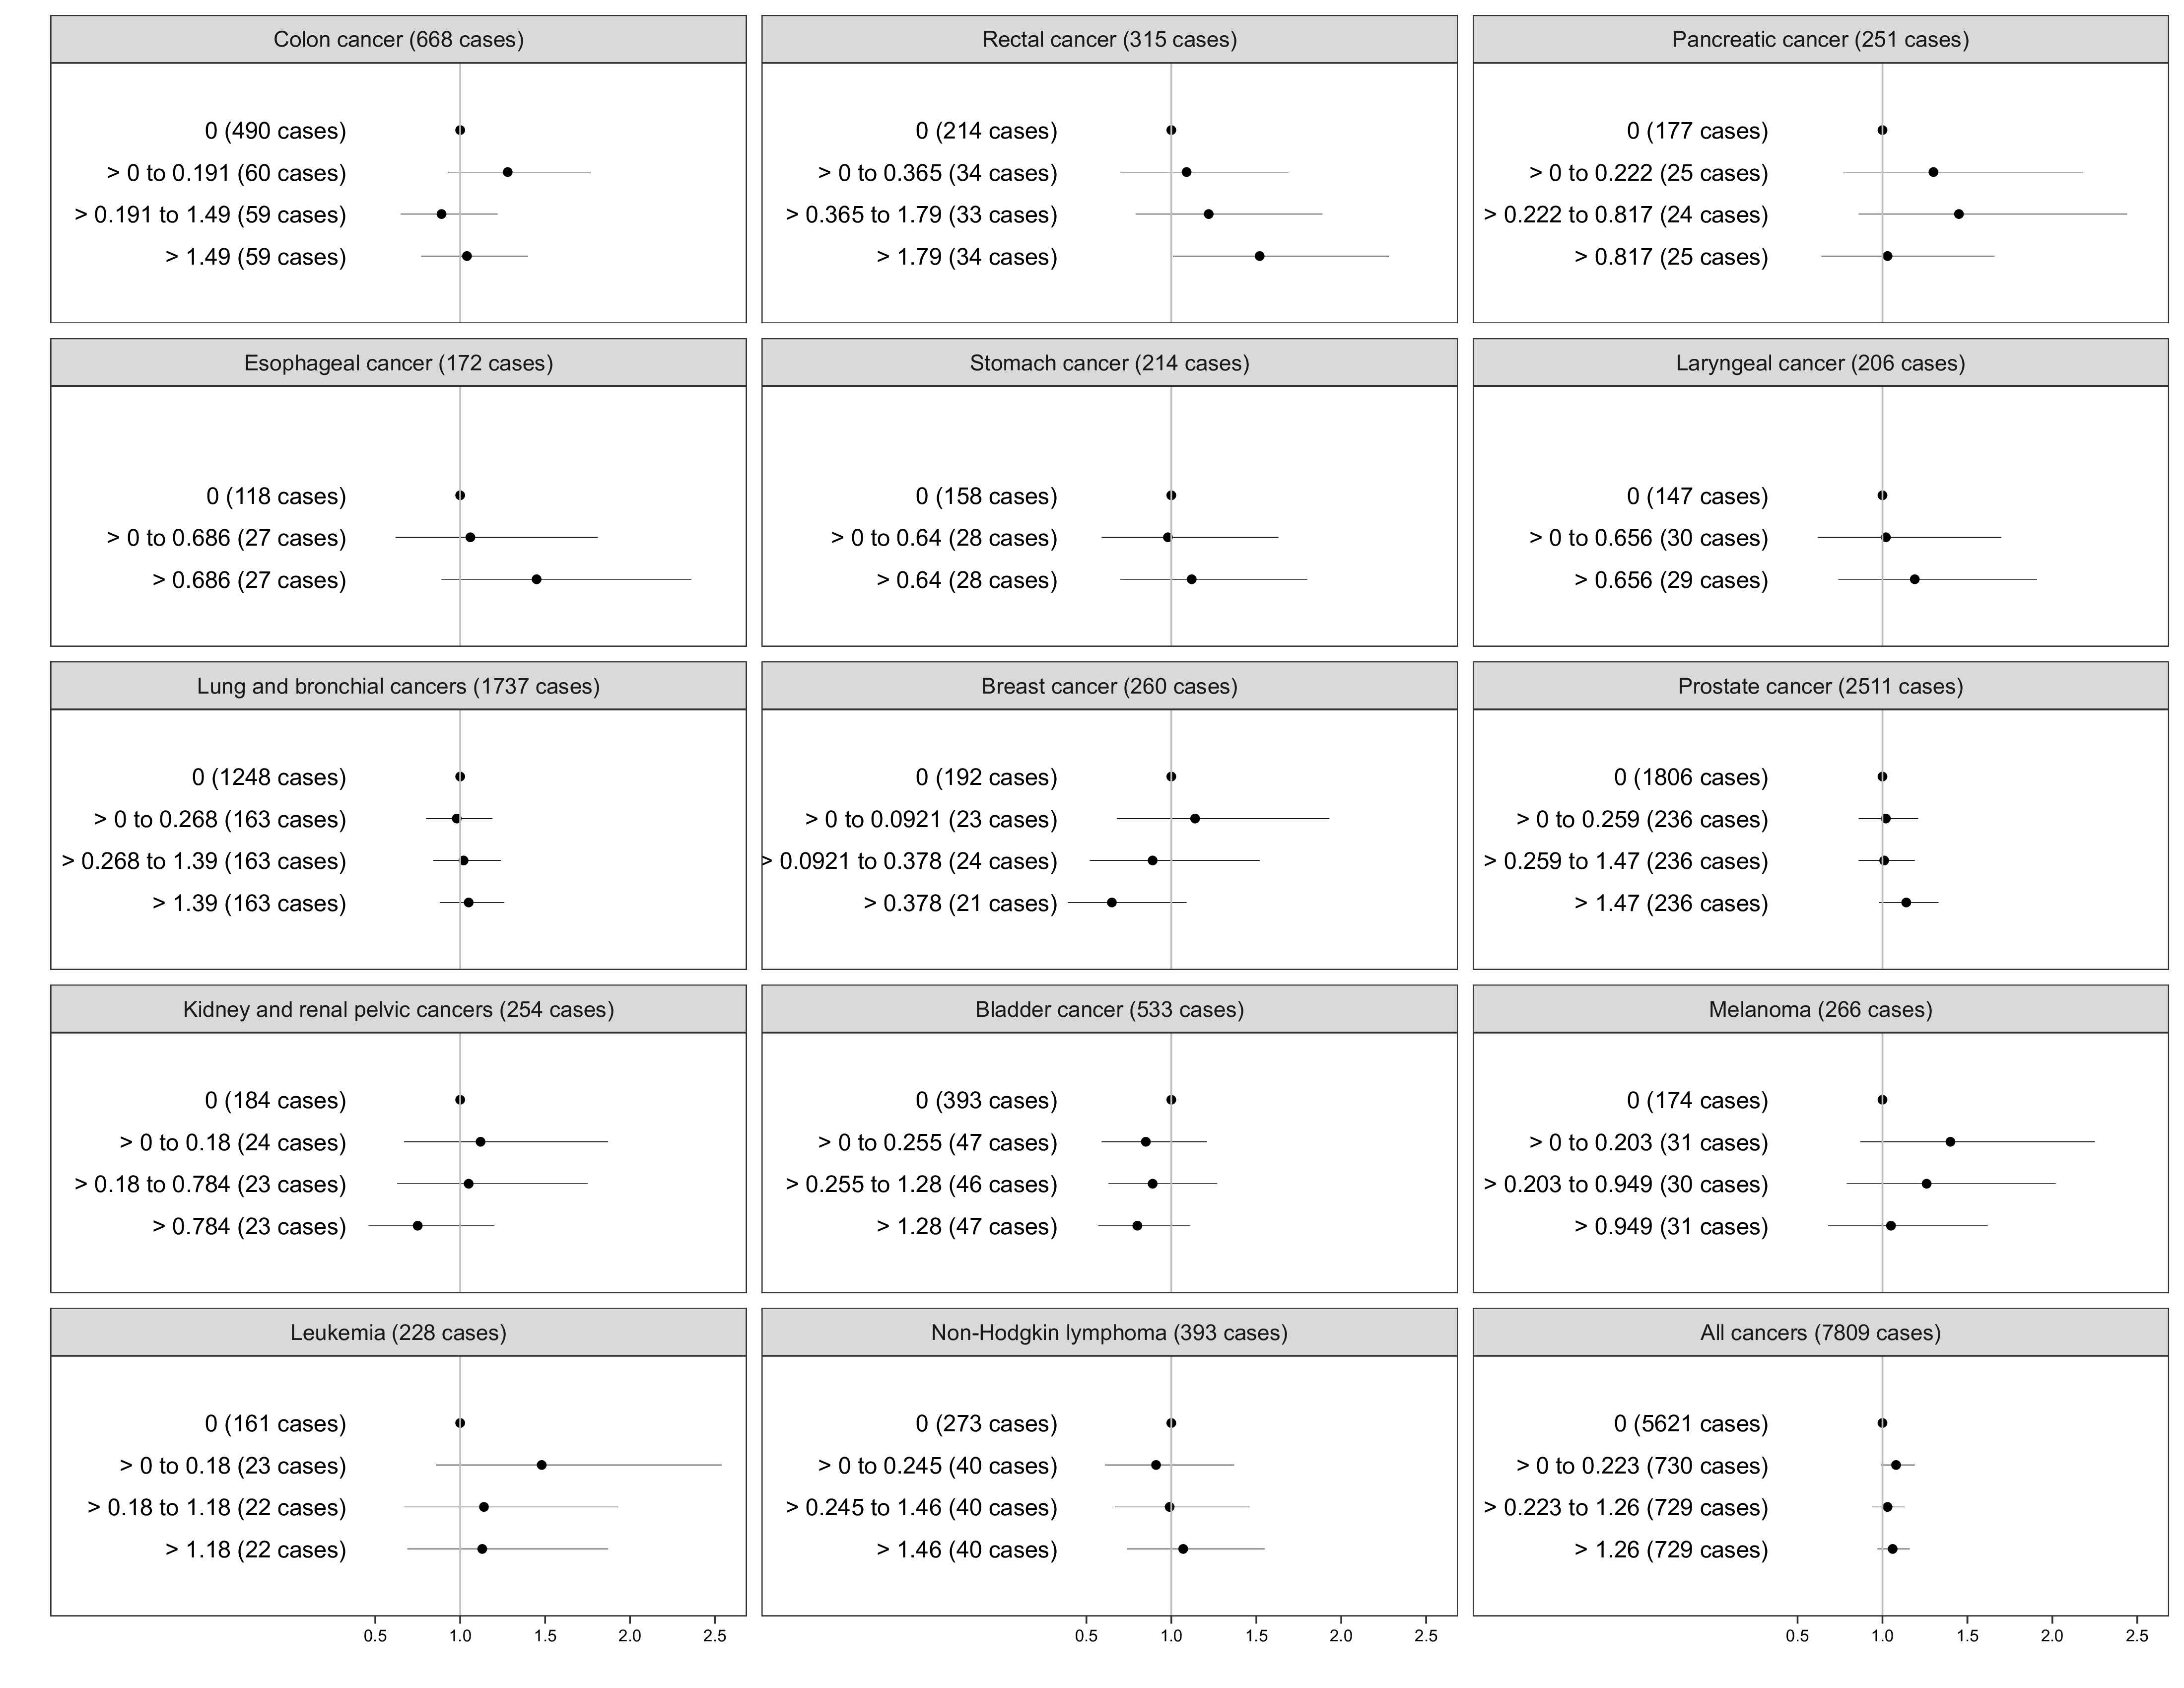 Colon cancer (668 cases)
0 (490 cases)
> 0 to 0.191 (60 cases)
> 0.191 to 1.49 (59 cases)
> 1.49 (59 cases)
Rectal cancer (315 cases)
0 (214 cases)
> 0 to 0.365 (34 cases)
> 0.365 to 1.79 (33 cases)
> 1.79 (34 cases)
Pancreatic cancer (251 cases)
0 (177 cases)
> 0 to 0.222 (25 cases)
> 0.222 to 0.817 (24 cases)
> 0.817 (25 cases)
Esophageal cancer (172 cases)
0 (118 cases)
> 0 to 0.686 (27 cases)
> 0.686 (27 cases)
Stomach cancer (214 cases)
0 (158 cases)
> 0 to 0.64 (28 cases)
> 0.64 (28 cases)
Laryngeal cancer (206 cases)
0 (147 cases)
> 0 to 0.656 (30 cases)
> 0.656 (29 cases)
Lung and bronchial cancers (1737 cases)
0 (1248 cases)
> 0 to 0.268 (163 cases)
> 0.268 to 1.39 (163 cases)
> 1.39 (163 cases)
Breast cancer (260 cases)
0 (192 cases)
> 0 to 0.0921 (23 cases)
> 0.0921 to 0.378 (24 cases)
> 0.378 (21 cases)
Prostate cancer (2511 cases)
0 (1806 cases)
> 0 to 0.259 (236 cases)
> 0.259 to 1.47 (236 cases)
> 1.47 (236 cases)
Kidney and renal pelvic cancers (254 cases)
0 (184 cases)
> 0 to 0.18 (24 cases)
> 0.18 to 0.784 (23 cases)
> 0.784 (23 cases)
Bladder cancer (533 cases)
0 (393 cases)
> 0 to 0.255 (47 cases)
> 0.255 to 1.28 (46 cases)
> 1.28 (47 cases)
Melanoma (266 cases)
0 (174 cases)
> 0 to 0.203 (31 cases)
> 0.203 to 0.949 (30 cases)
> 0.949 (31 cases)
Leukemia (228 cases)
0 (161 cases)
> 0 to 0.18 (23 cases)
> 0.18 to 1.18 (22 cases)
> 1.18 (22 cases)
0.5 1.0 1.5 2.0 2.5
Non-Hodgkin lymphoma (393 cases)
0 (273 cases)
> 0 to 0.245 (40 cases)
> 0.245 to 1.46 (40 cases)
> 1.46 (40 cases)
0.5 1.0 1.5 2.0 2.5
All cancers (7809 cases)
0 (5621 cases)
> 0 to 0.223 (730 cases)
> 0.223 to 1.26 (729 cases)
> 1.26 (729 cases)
0.5 1.0 1.5 2.0 2.5